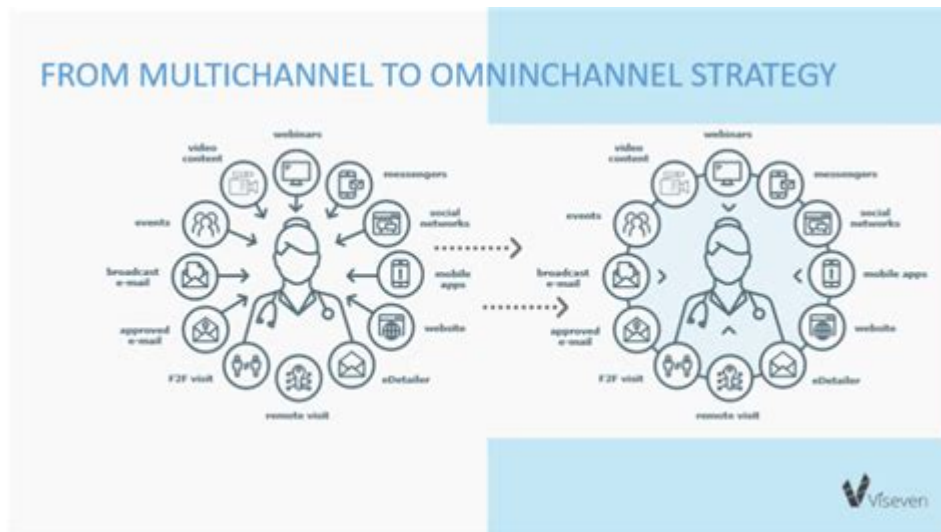 FROM MULTICHANNEL TO OMNINCHANNEL STRATEGY
webinars
video
content
messengers
events
social
networks
broadcast
e-mail
mobile
apps
approved
e-mail
website
F2F visit
eDetailer
remote visit
webinars
video
content
messengers
events
social
networks
broadcast
e-mail
mobile apps
approved
e-mail
website
F2F visit
eDetailer
remote visit
Viseven